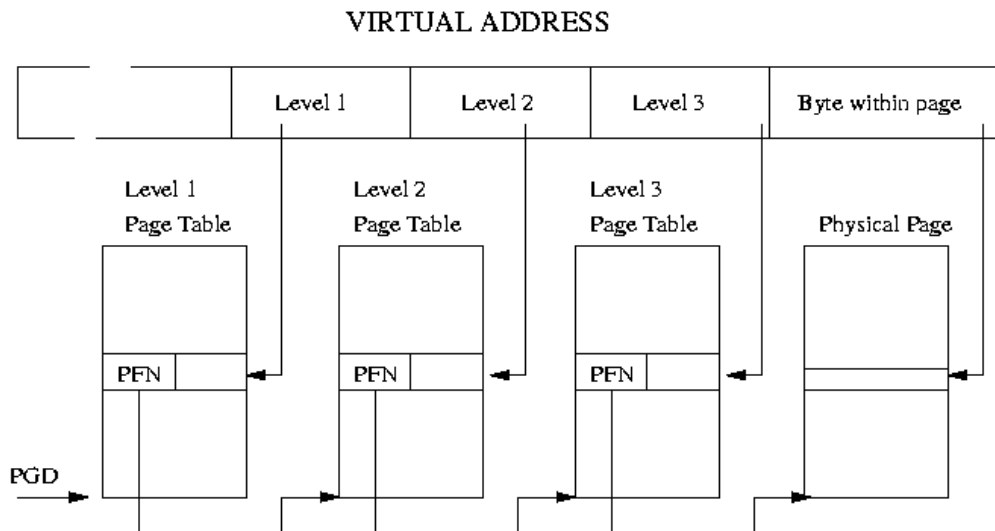 VIRTUAL ADDRESS
Level 1
Level 2
Level 3
Byte within page
Level 1
Page Table
Level 2
Page Table
Level 3
Page Table
Physical Page
PFN
PFN
PFN
PGD